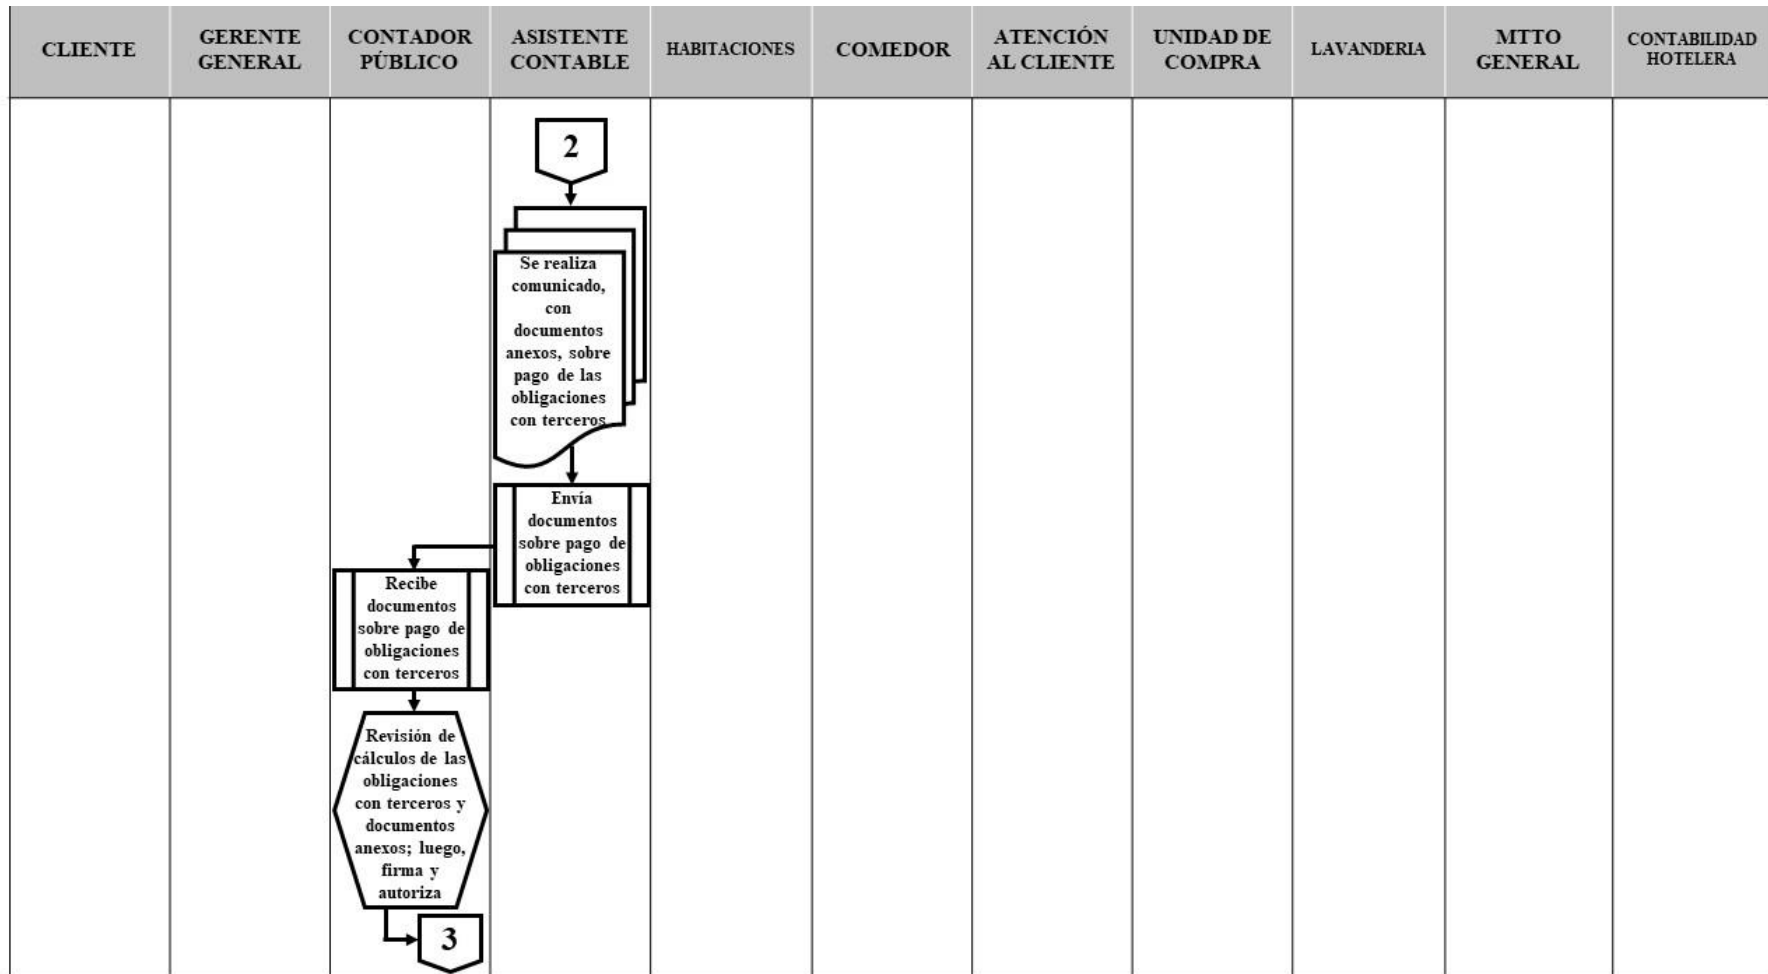 CLIENTE
GERENTE
GENERAL
CONTADOR
PÚBLICO
ASISTENTE
CONTABLE
HABITACIONES
COMEDOR
ATENCIÓN
AL CLIENTE
UNIDAD DE
COMPRA
LAVANDERIA
MTTO
GENERAL
CONTABILIDAD
HOTELERA
2
Se realiza
comunicado,
con
documentos
anexos, sobre
pago de las
obligaciones
con terceros
Envía
documentos
sobre pago de
obligaciones
con terceros
Recibe
documentos
sobre pago de
obligaciones
con terceros
Revisión de
cálculos de las
obligaciones
con terceros y
documentos
anexos; luego,
firma y
autoriza
3